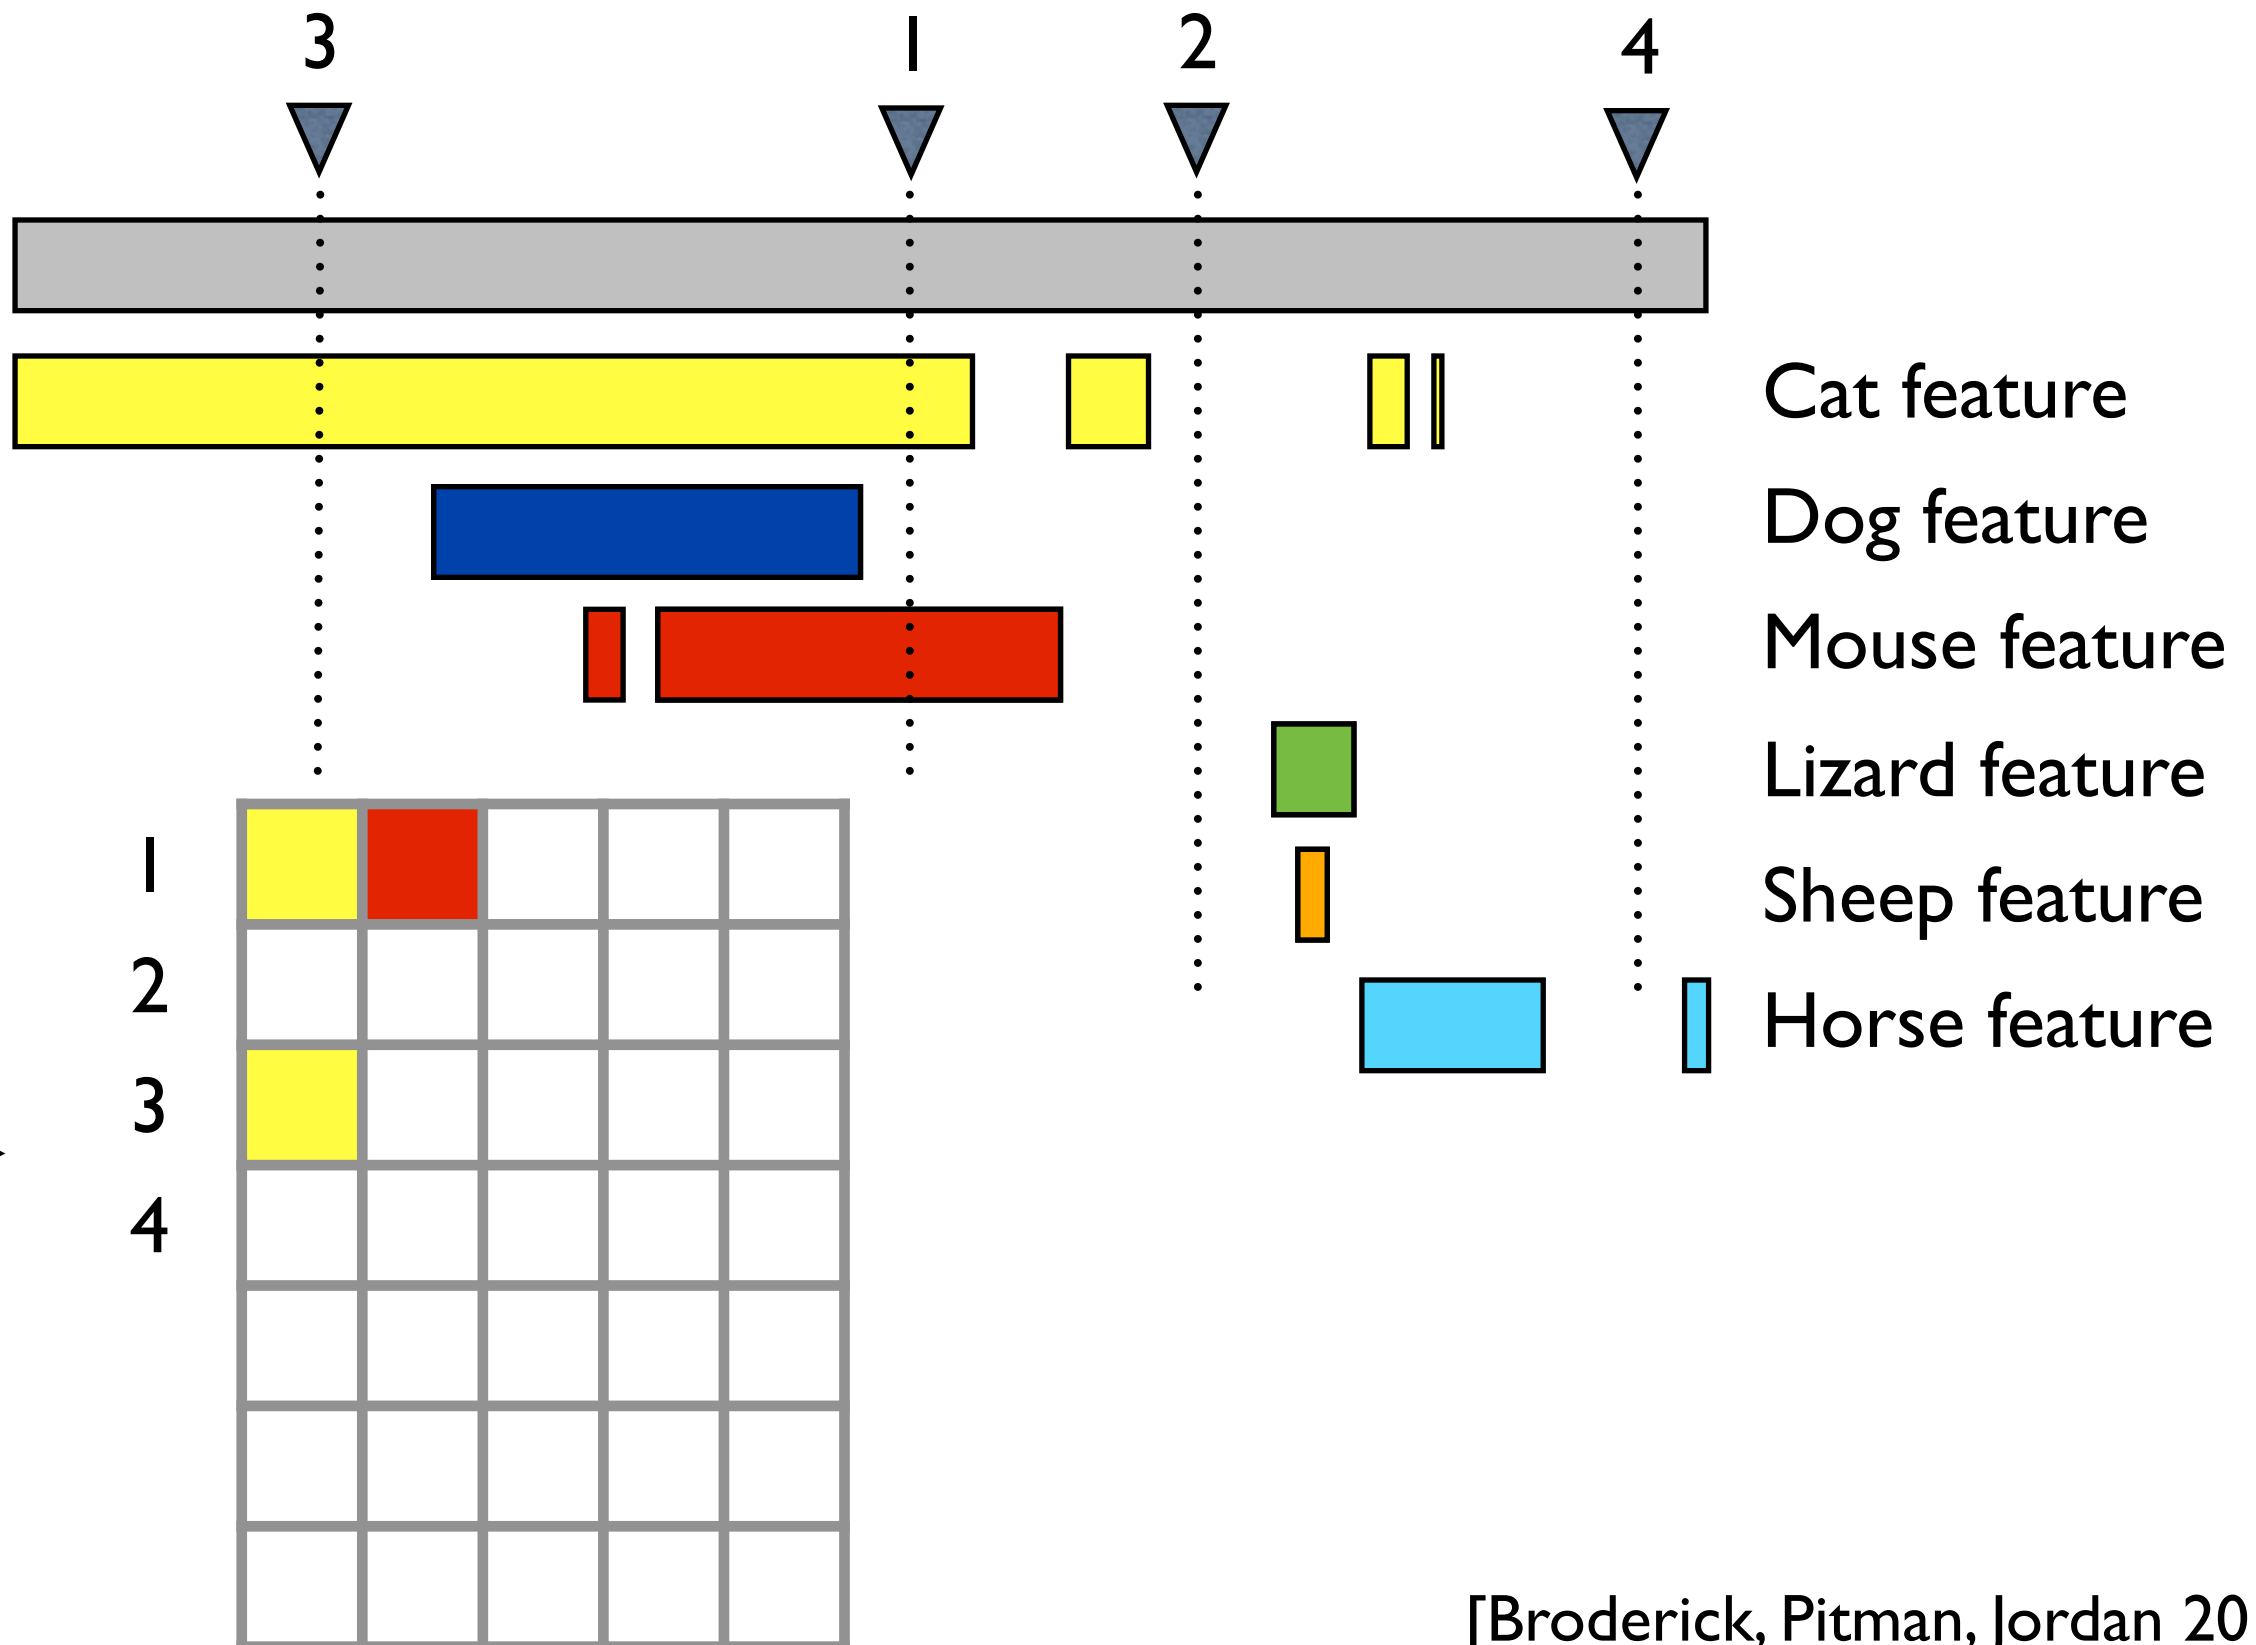 3 1 2 4
Cat feature
Dog feature
Mouse feature
Lizard feature
1
Sheep feature
2
Horse feature
3
4
[Broderick, Pitman, Jordan 20